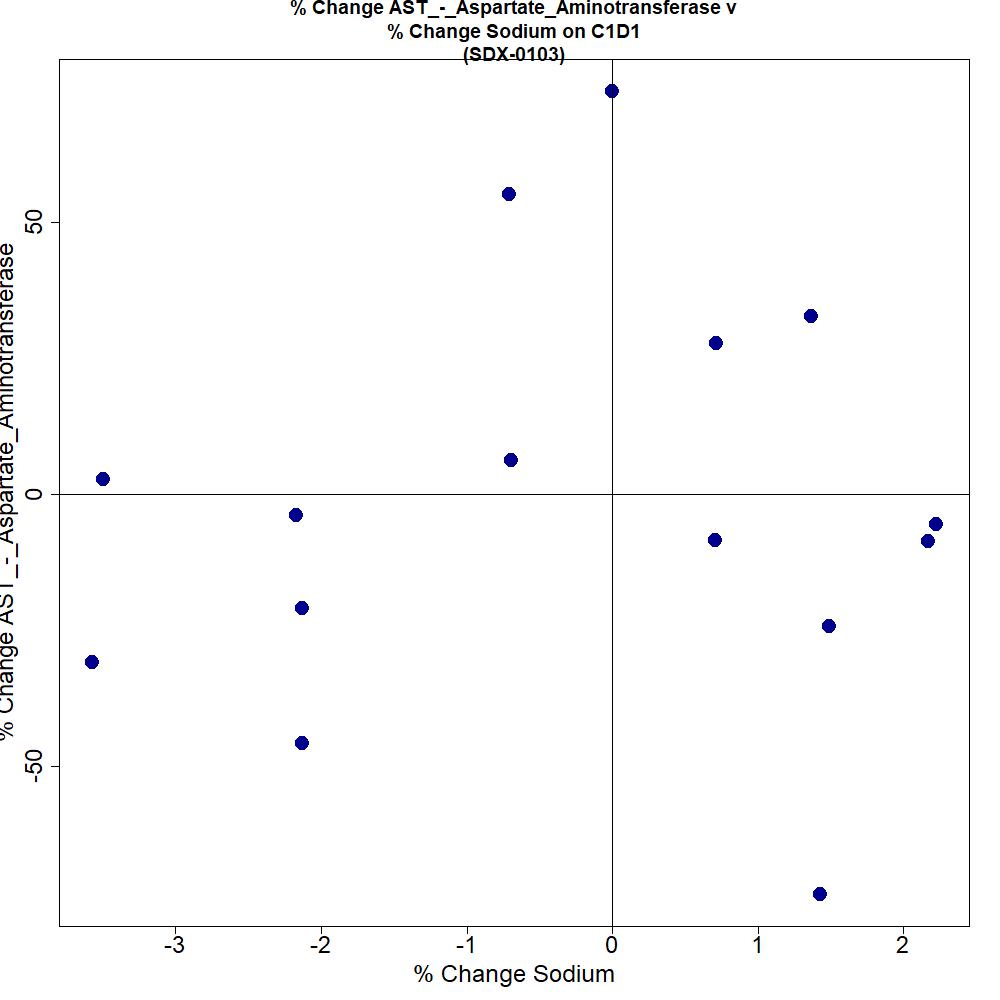 % Change AST_-_Aspartate_Aminotransferase v
% Change Sodium on C1D1
(SDX-0103)
% Change AST_-_Aspartate_Aminotransferase
50
0
-50
-3
-2
-1
0
1
2
% Change Sodium